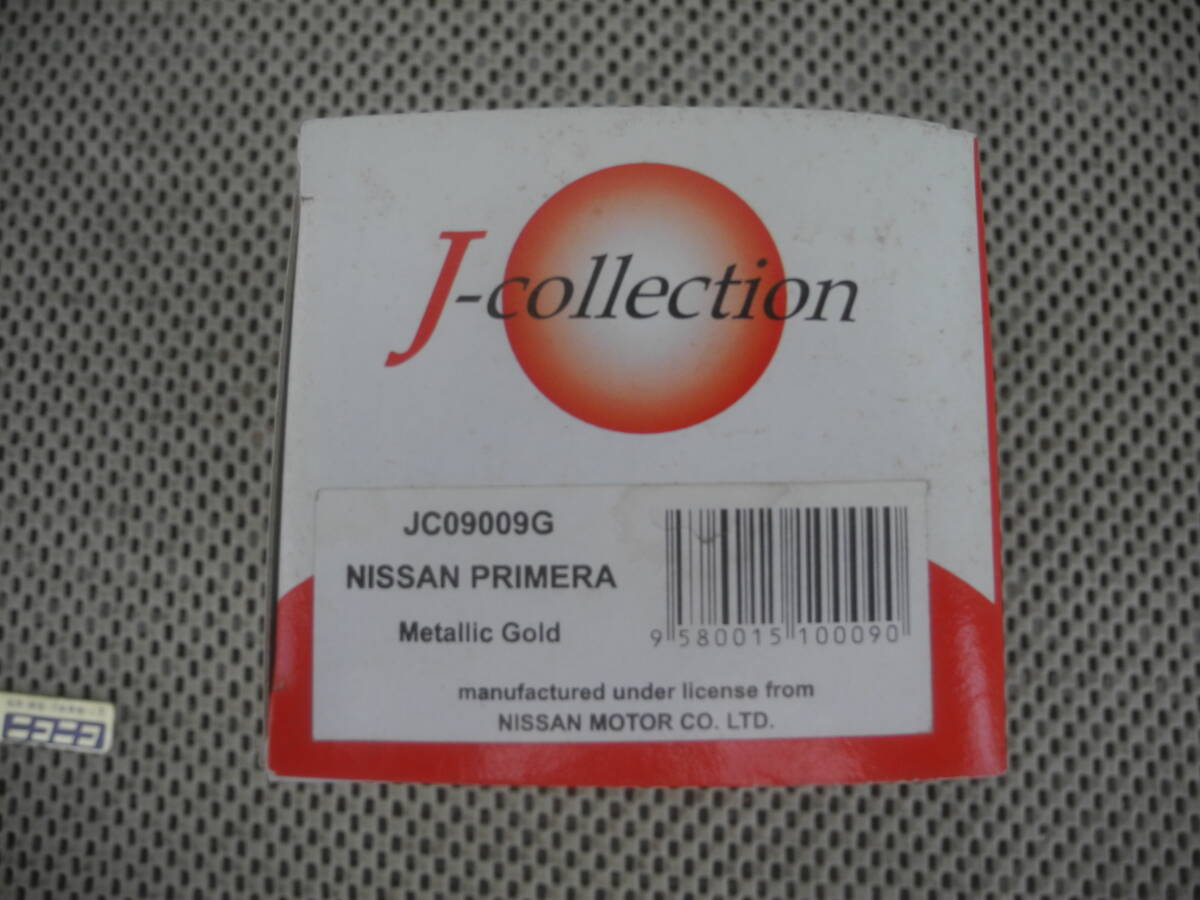 J-collection
JC09009G
NISSAN PRIMERA
Metallic Gold
9 580015 100090
manufactured under license from
NISSAN MOTOR CO. LTD.